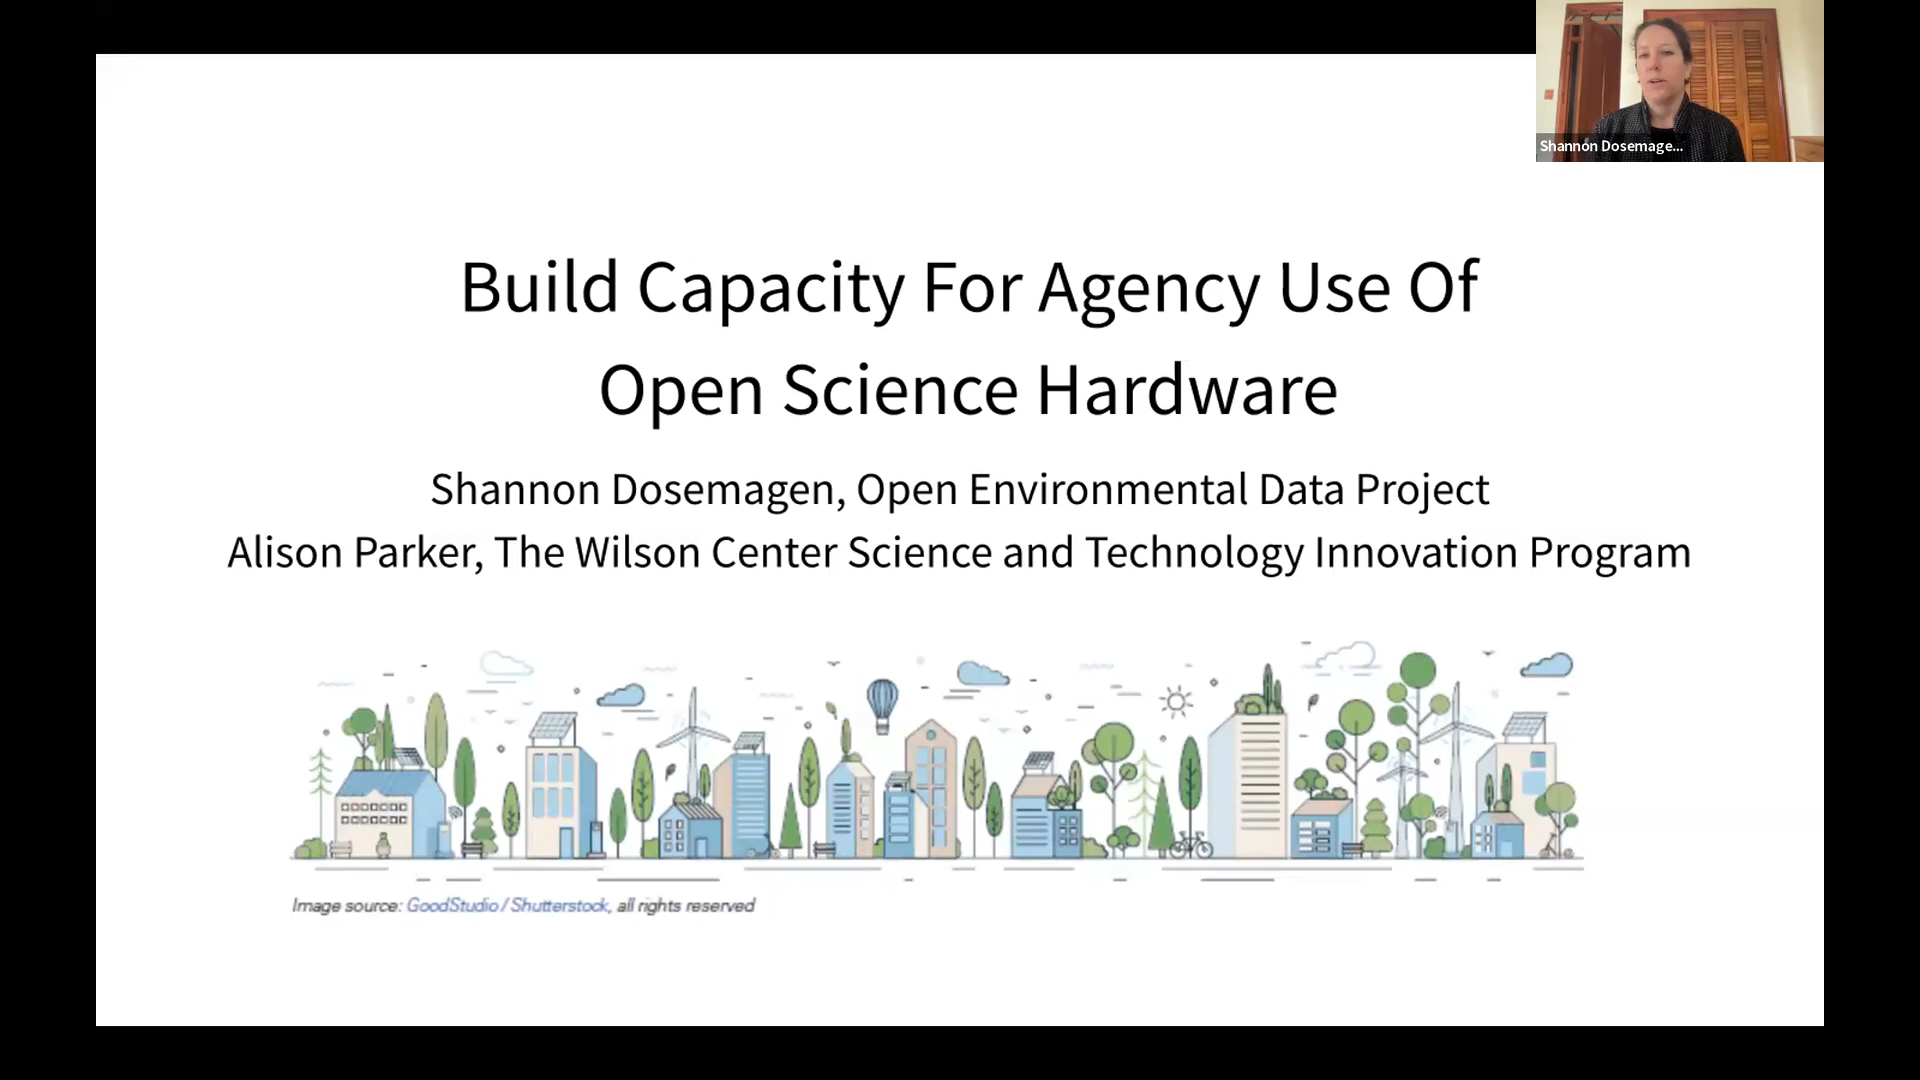 Shannon Dosemage...
Build Capacity For Agency Use Of
Open Science Hardware
Shannon Dosemagen, Open Environmental Data Project
Alison Parker, The Wilson Center Science and Technology Innovation Program
Image source: GoodStudio / Shutterstock, all rights reserved